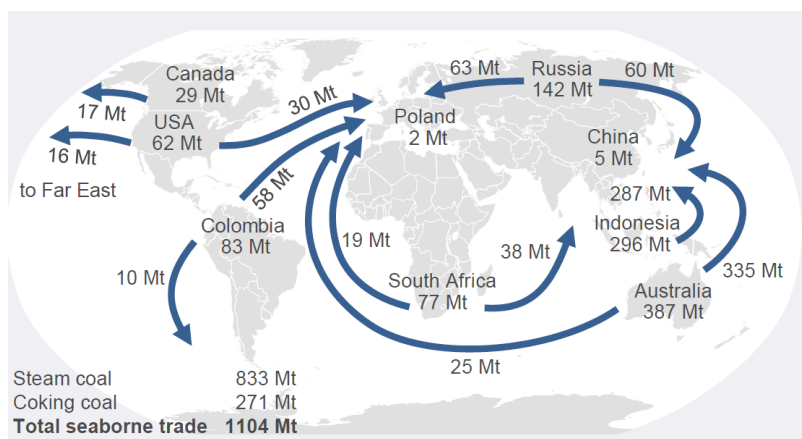 Canada
29 Mt
17 Mt
USA
62 Mt
16 Mt
to Far East
30 Mt
63 Mt
Russia
142 Mt
60 Mt
Poland
2 Mt
China
5 Mt
58 Mt
287 Mt
Colombia
83 Mt
Indonesia
296 Mt
19 Mt
38 Mt
10 Mt
South Africa
77 Mt
335 Mt
Australia
387 Mt
25 Mt
Steam coal 833 Mt
Coking coal 271 Mt
Total seaborne trade 1104 Mt